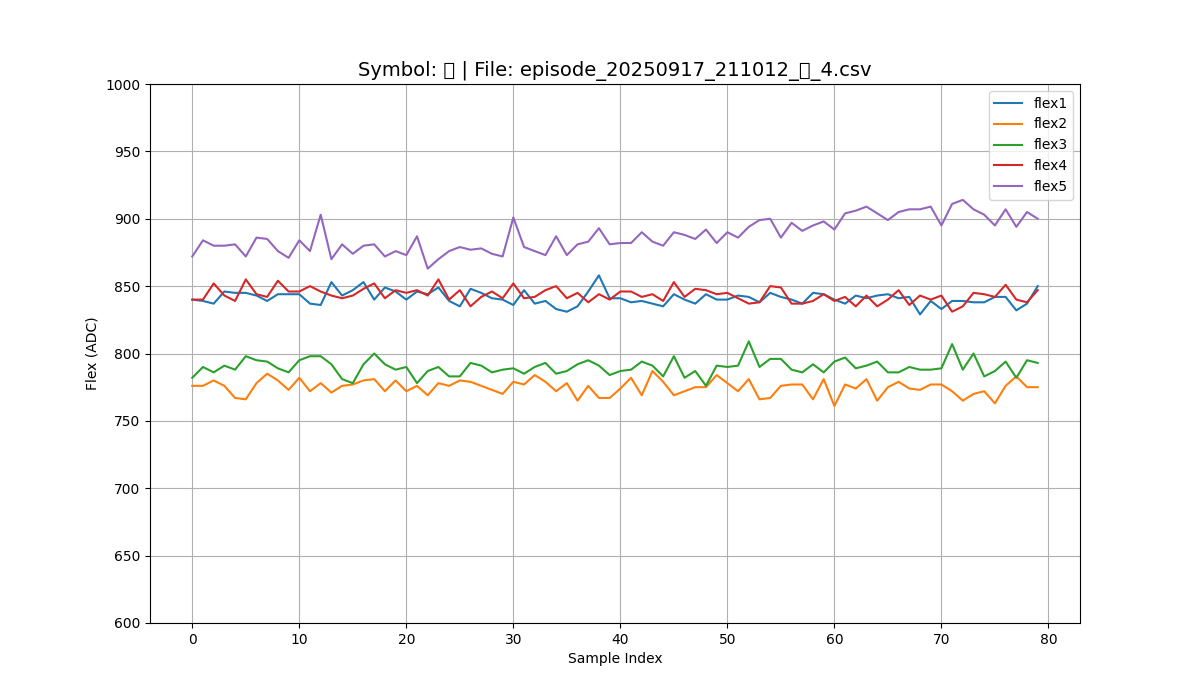 Symbol: | File: episode_20250917_211012_ _4.csv
1000
950
900
850
800
750
700
650
600
Flex (ADC)
0 10 20 30 40 50 60 70 80
Sample Index
flex1
flex2
flex3
flex4
flex5